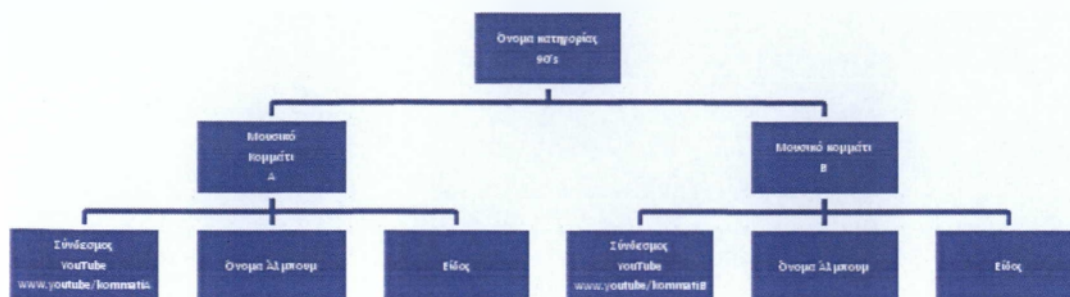 Όνομα κατηγορίας
90's
Μουσικό
Κομμάτι
A
Μουσικό κομμάτι
B
Σύνδεσμος
YouTube
www.youtube/kommatiA
Όνομα Άλμπουμ
Είδος
Σύνδεσμος
YouTube
www.youtube/kommatiB
Όνομα Άλμπουμ
Είδος